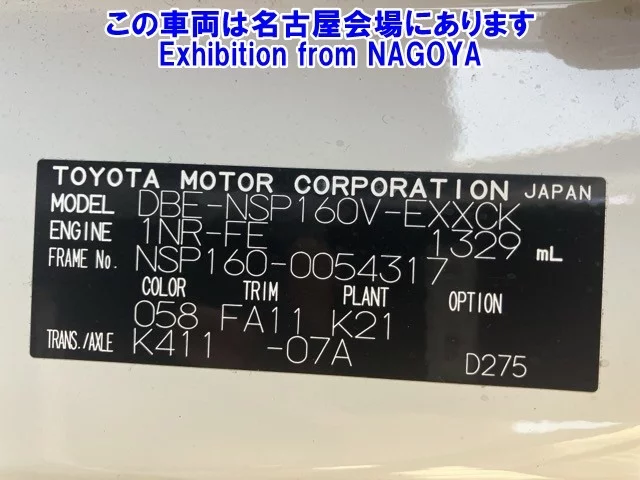 この車両は名古屋会場にあります
Exhibition from NAGOYA
TOYOTA MOTOR CORPORATION JAPAN
MODEL DBE-NSP160V-EXXCK
ENGINE 1NR-FE 1329 mL
FRAME No. NSP160-0054317
COLOR TRIM PLANT OPTION
058 FA11 K21
TRANS./AXLE K411 -07A
D275